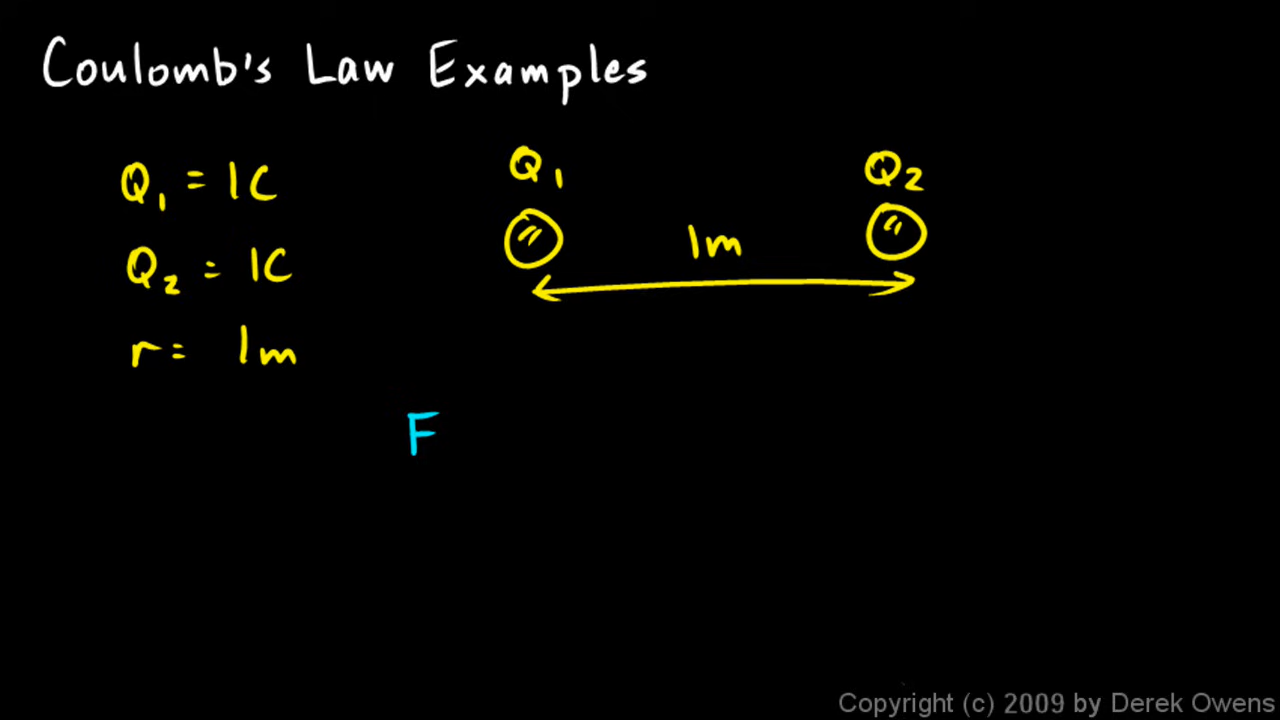 Coulomb's Law Examples
Q₁ = 1C
Q₂ = 1C
r = 1m
Q₁
Q₂
1m
F
Copyright (c) 2009 by Derek Owens